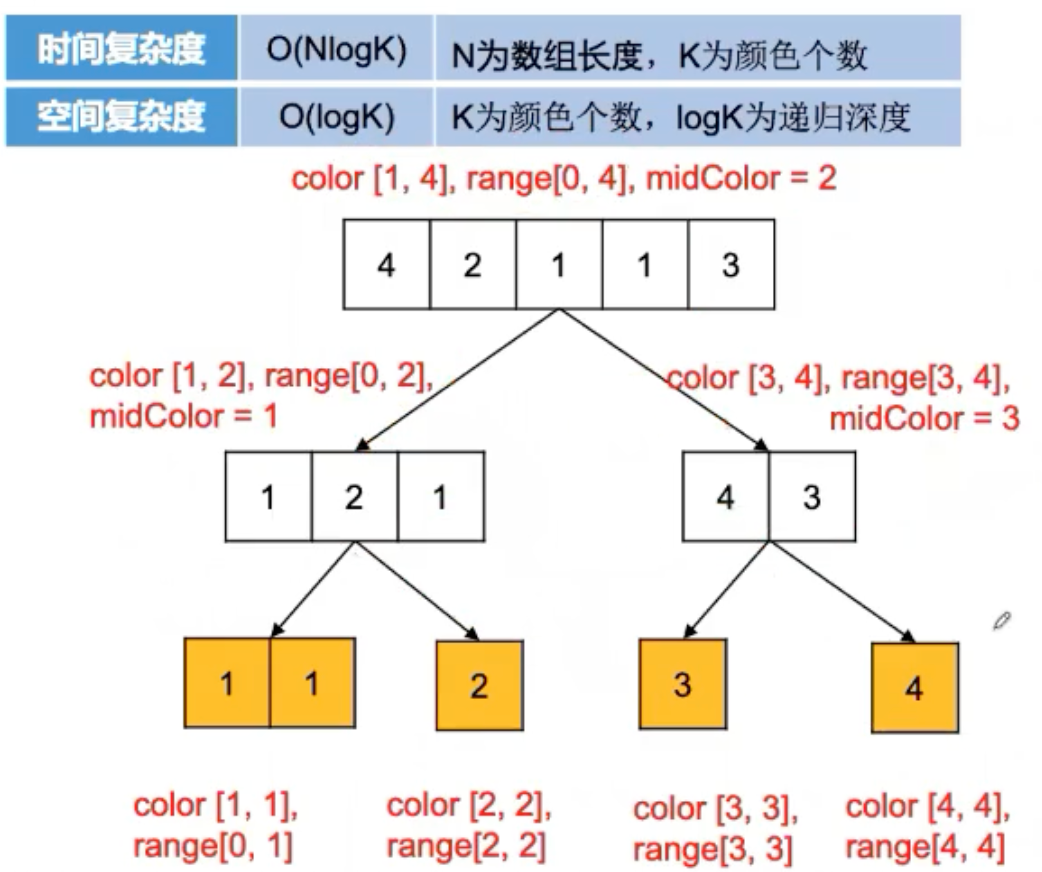 时间复杂度 O(NlogK) N为数组长度，K为颜色个数
空间复杂度 O(logK) K为颜色个数，logK为递归深度
color [1, 4], range[0, 4], midColor = 2
4 2 1 1 3
color [1, 2], range[0, 2],
midColor = 1
color [3, 4], range[3, 4],
midColor = 3
1 2 1
4 3
1 1
2
3
4
color [1, 1],
range[0, 1]
color [2, 2],
range[2, 2]
color [3, 3],
range[3, 3]
color [4, 4],
range[4, 4]